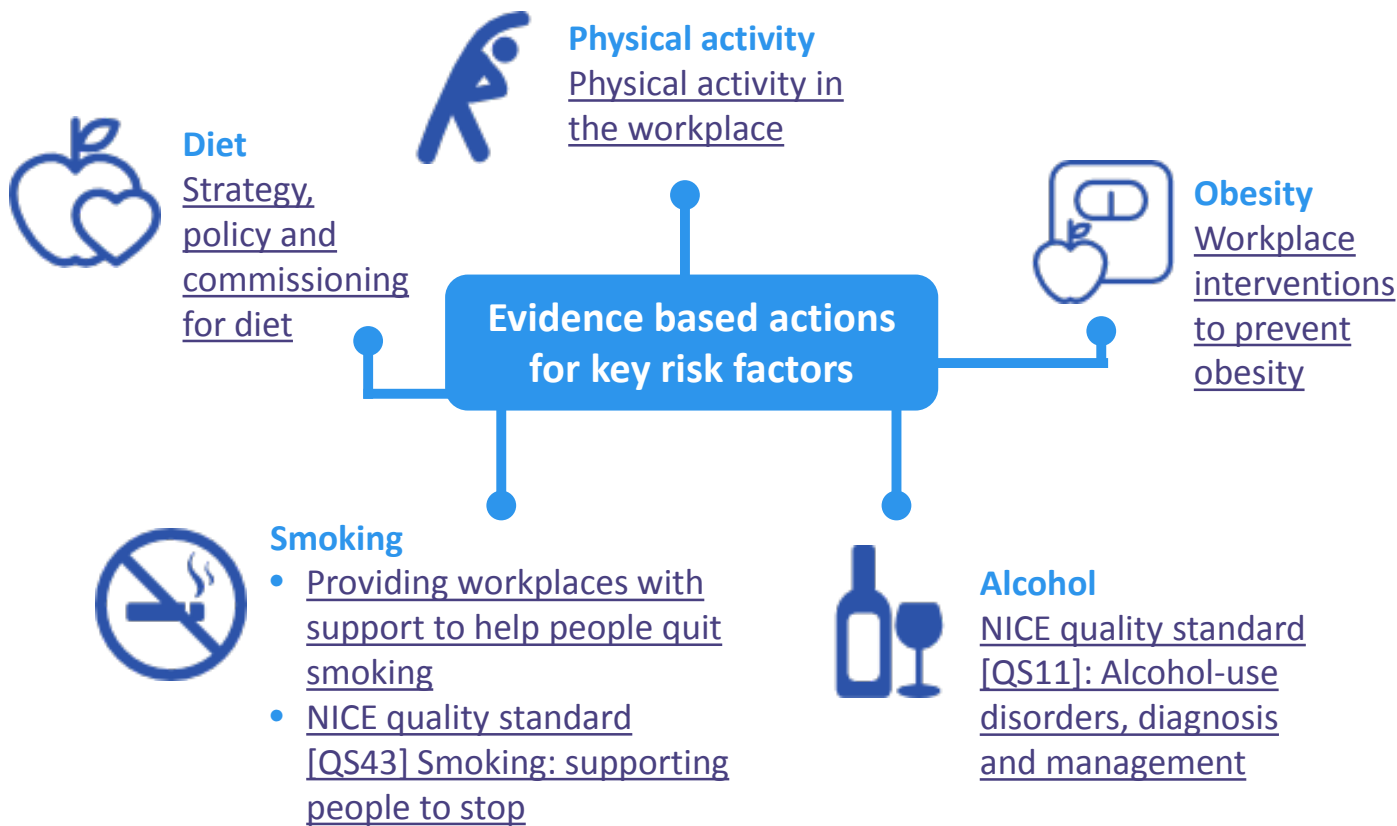 Physical activity
Physical activity in
the workplace
Diet
Strategy,
policy and
commissioning
for diet
Obesity
Workplace
interventions
to prevent
obesity
Evidence based actions
for key risk factors
Smoking
• Providing workplaces with
support to help people quit
smoking
• NICE quality standard
[QS43] Smoking: supporting
people to stop
Alcohol
NICE quality standard
[QS11]: Alcohol-use
disorders, diagnosis
and management